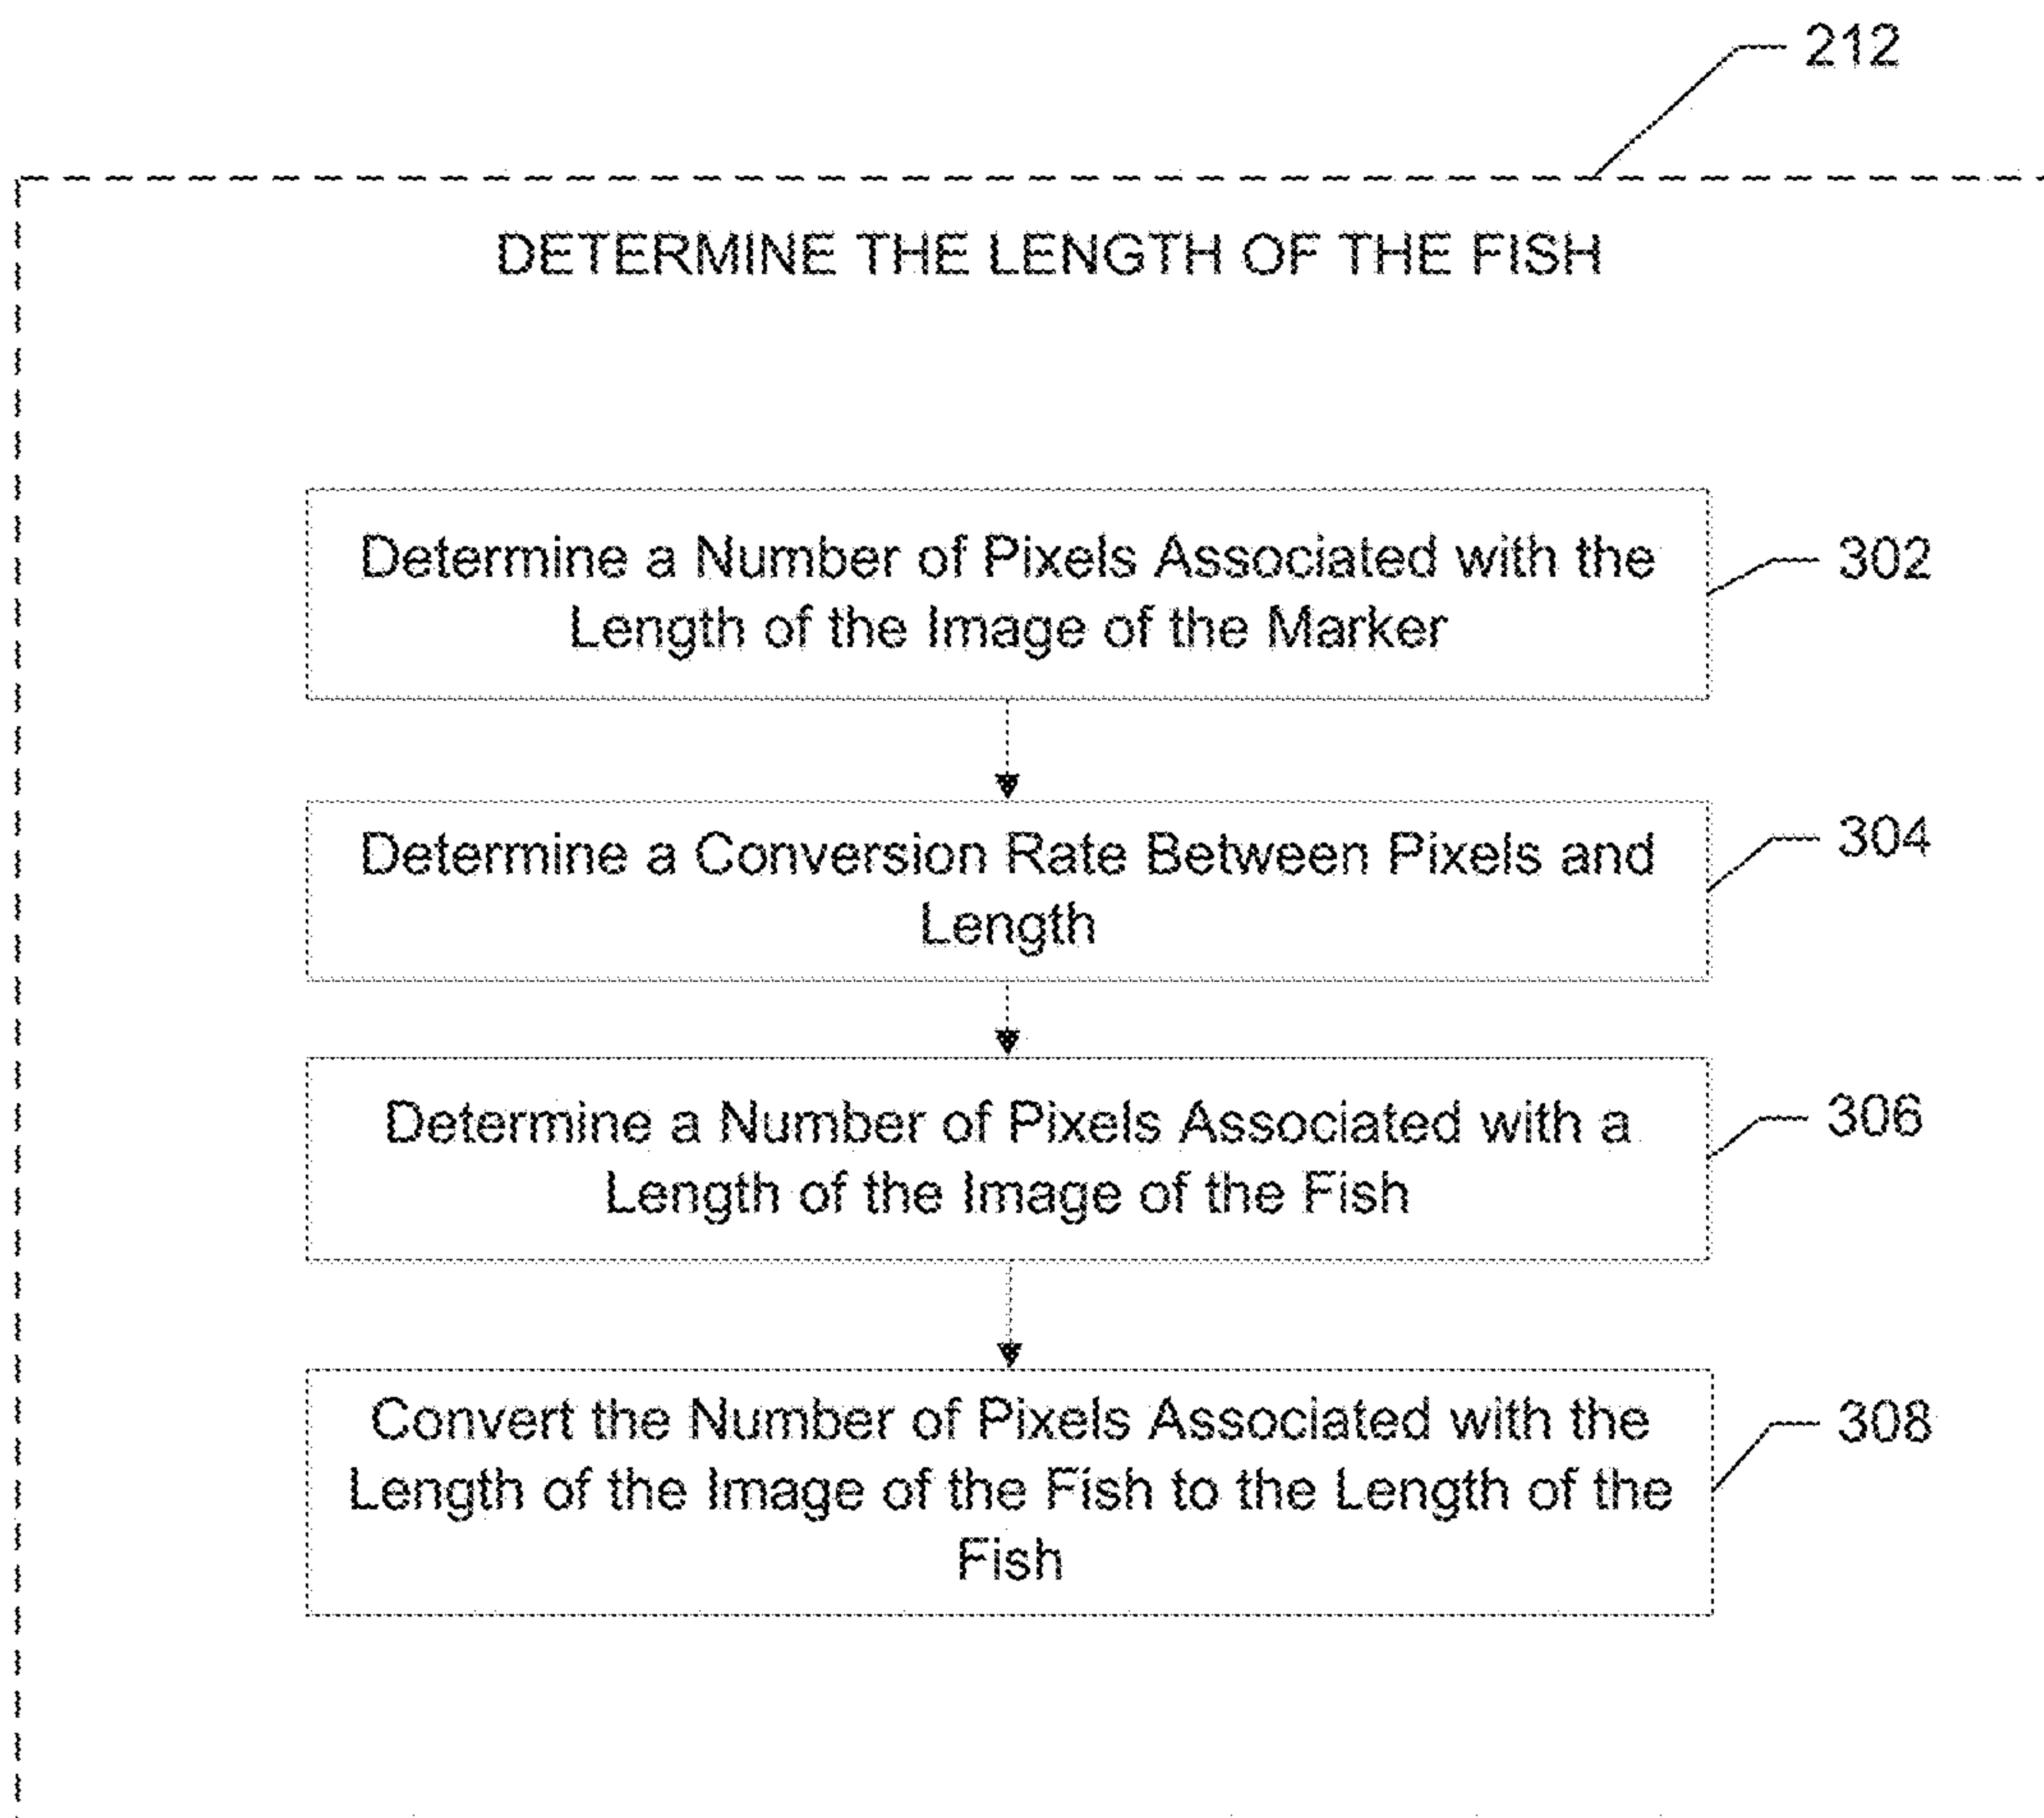 212
DETERMINE THE LENGTH OF THE FISH
Determine a Number of Pixels Associated with the
Length of the Image of the Marker
302
Determine a Conversion Rate Between Pixels and
Length
304
Determine a Number of Pixels Associated with a
Length of the Image of the Fish
306
Convert the Number of Pixels Associated with the
Length of the Image of the Fish to the Length of the
Fish
308